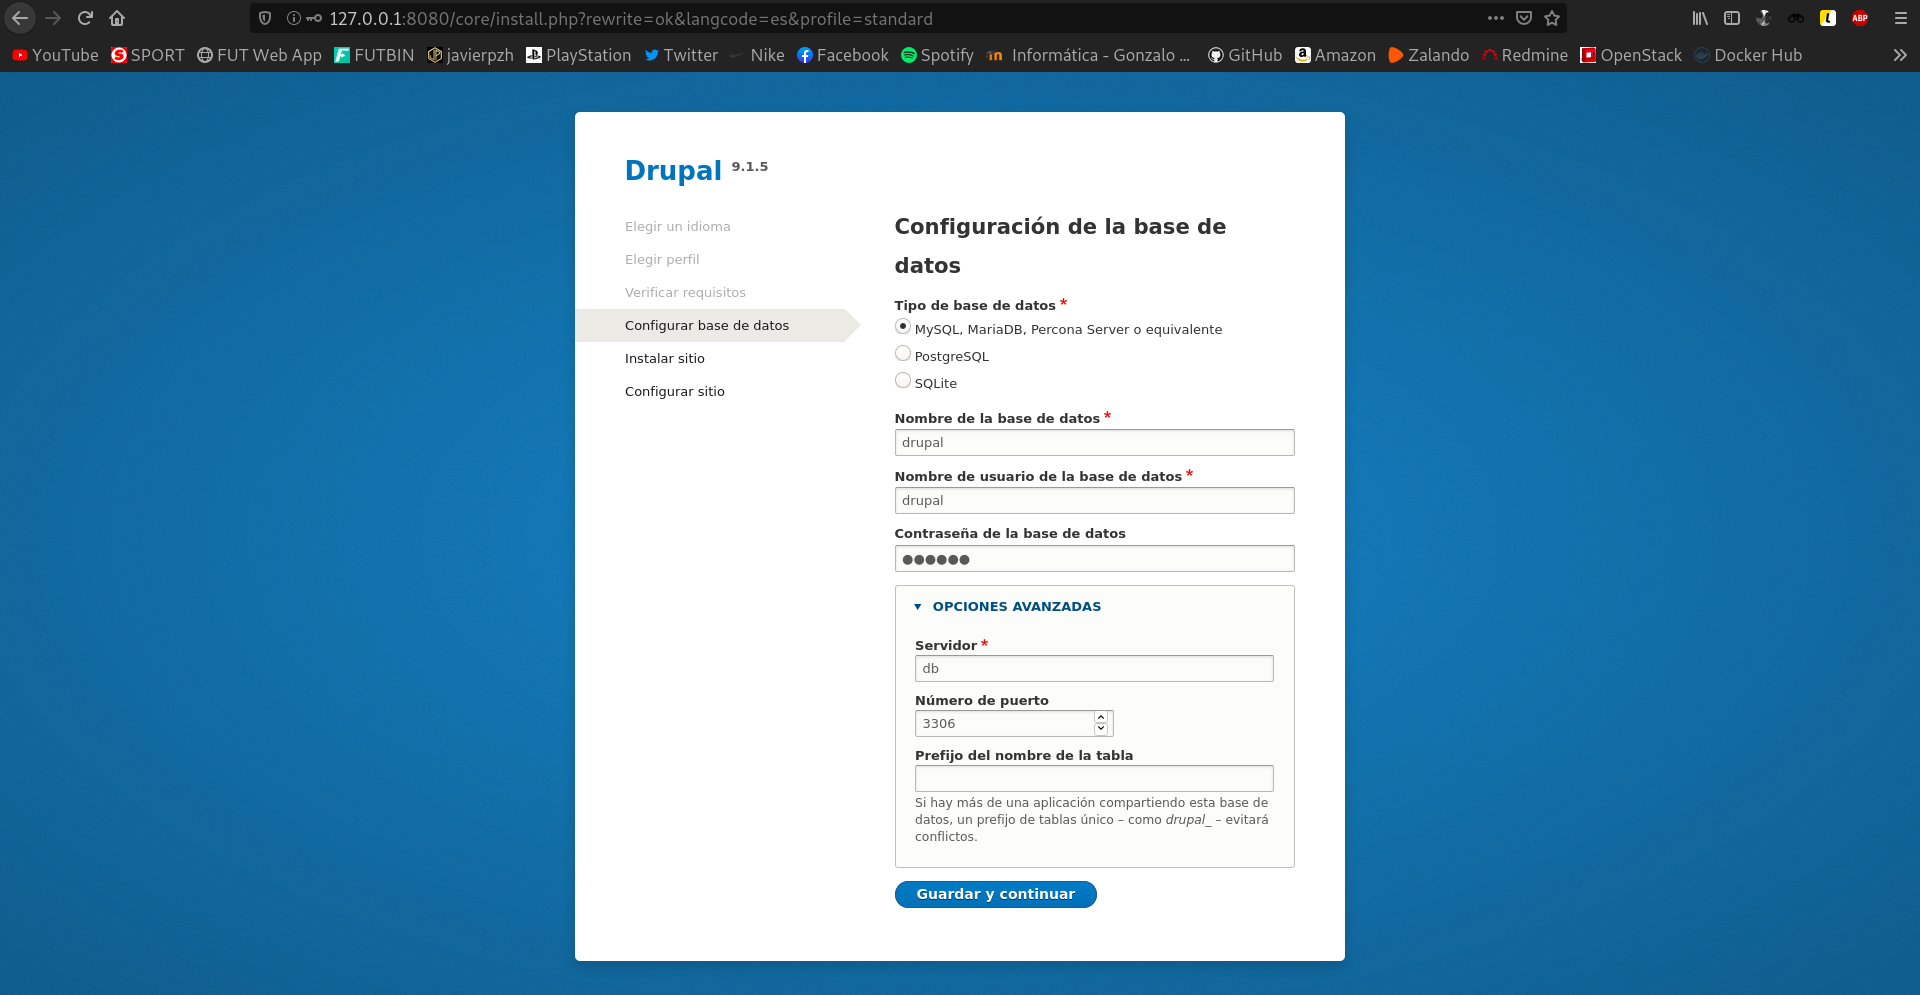 127.0.0.1:8080/core/install.php?rewrite=ok&langcode=es&profile=standard
YouTube SPORT FUT Web App FUTBIN javierpzh PlayStation Twitter Nike Facebook Spotify Informática - Gonzalo ... GitHub Amazon Zalando Redmine OpenStack Docker Hub
ABP
Drupal 9.1.5
Elegir un idioma
Elegir perfil
Verificar requisitos
Configurar base de datos
Instalar sitio
Configurar sitio
Configuración de la base de
datos
Tipo de base de datos *
MySQL, MariaDB, Percona Server o equivalente
PostgreSQL
SQLite
Nombre de la base de datos *
drupal
Nombre de usuario de la base de datos *
drupal
Contraseña de la base de datos
●●●●●●
OPCIONES AVANZADAS
Servidor *
db
Número de puerto
3306
Prefijo del nombre de la tabla
Si hay más de una aplicación compartiendo esta base de
datos, un prefijo de tablas único – como drupal_ – evitará
conflictos.
Guardar y continuar